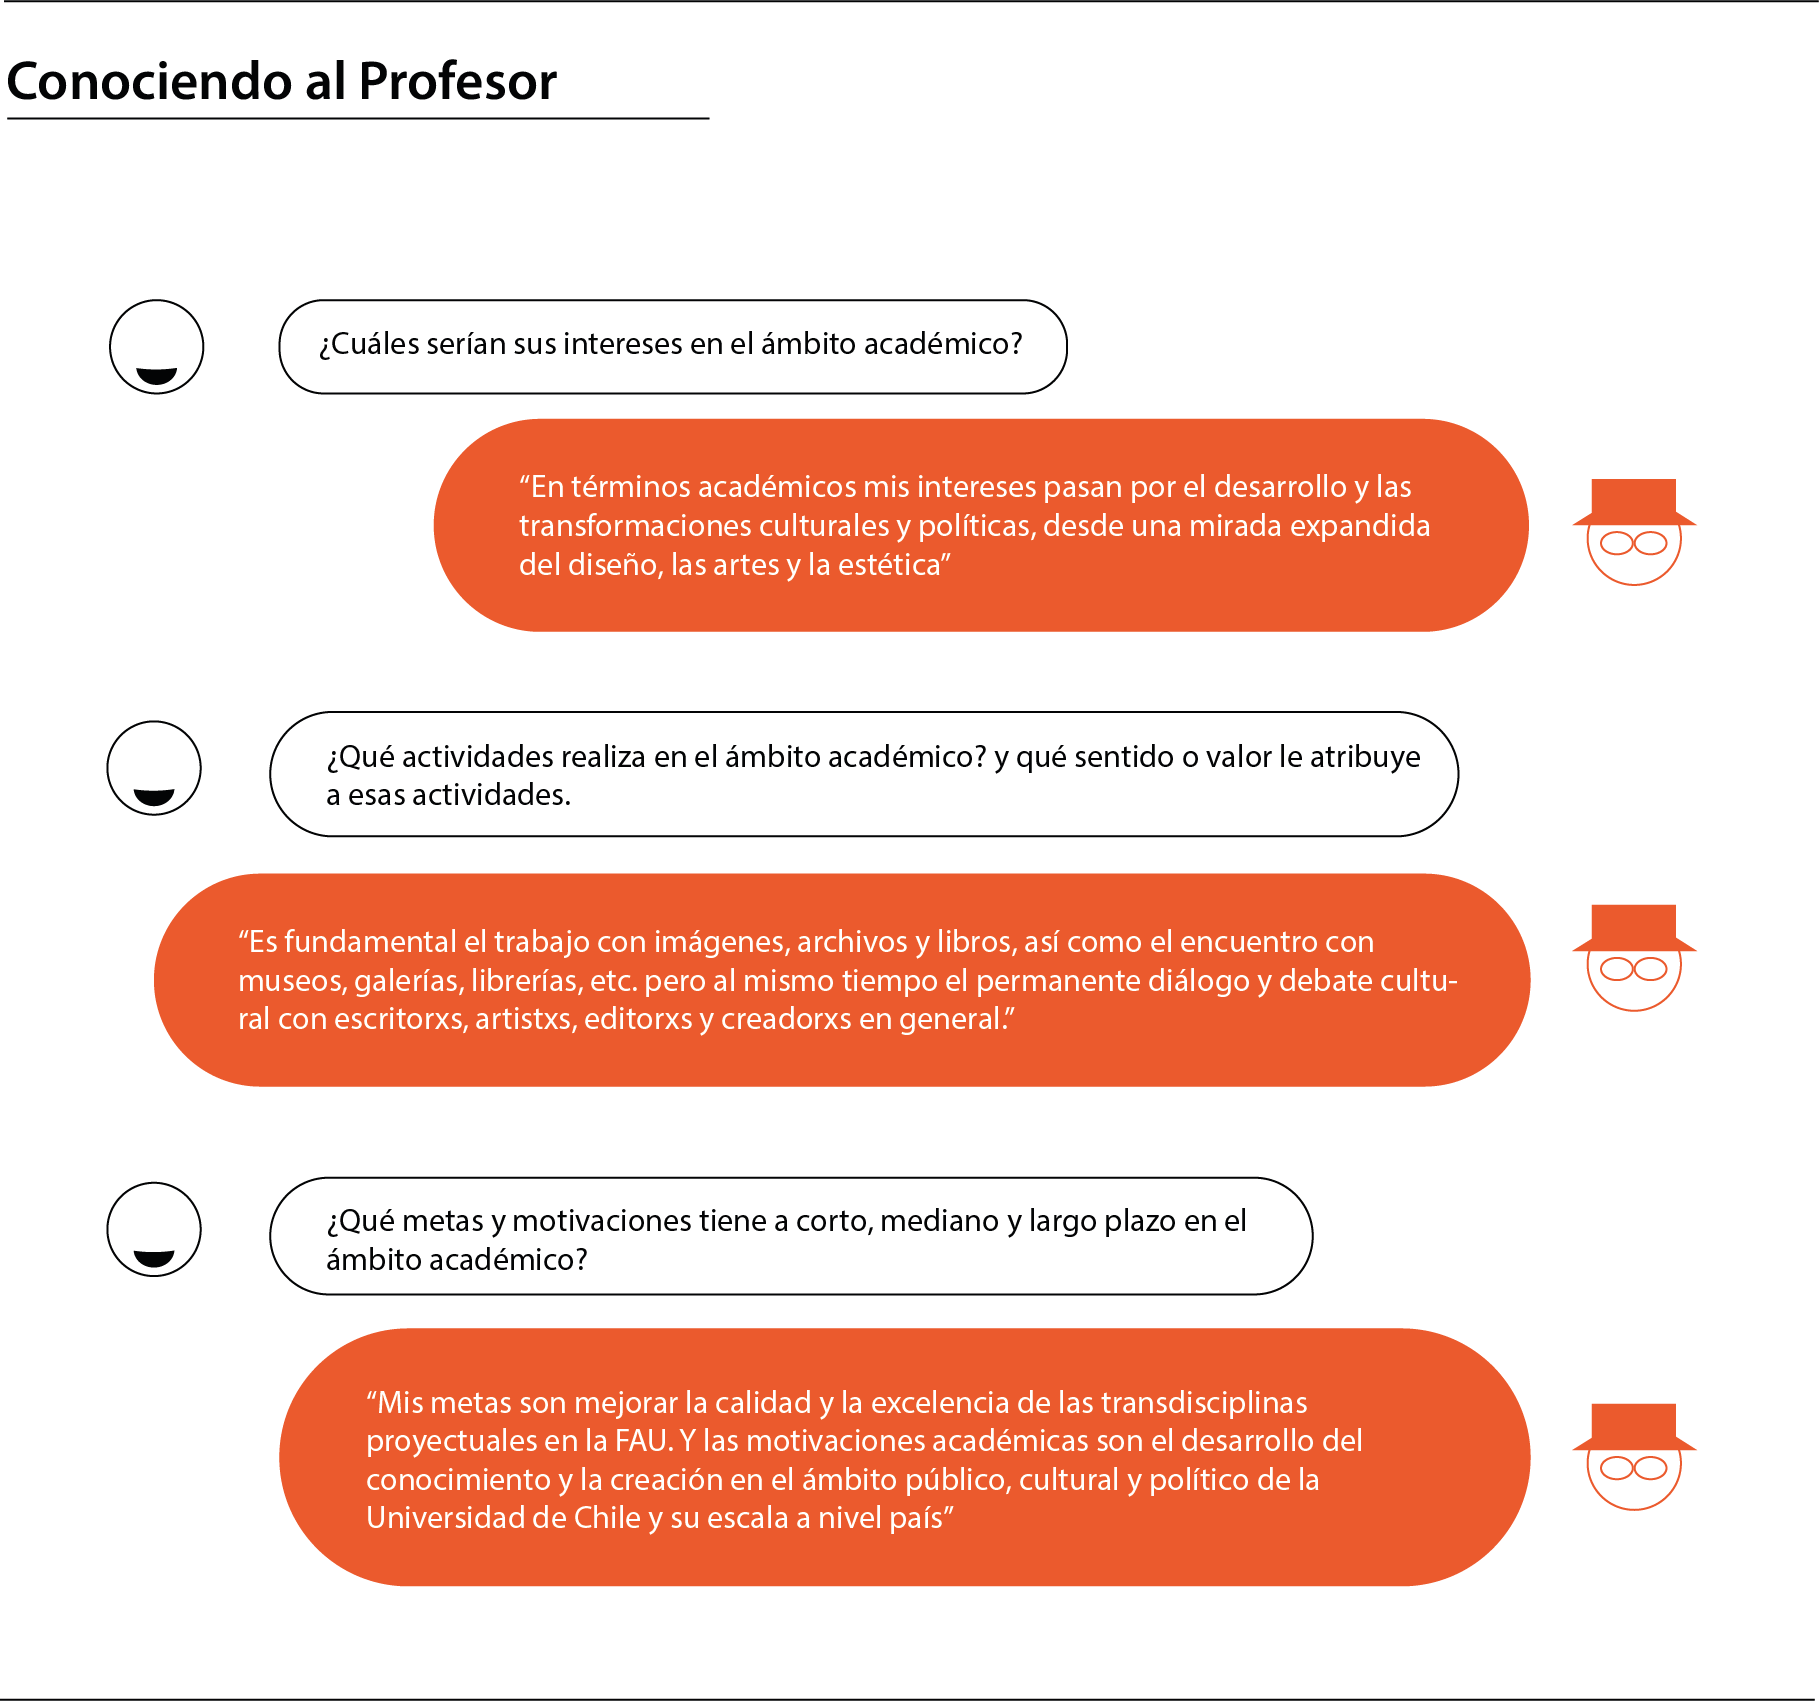 Conociendo al Profesor
¿Cuáles serían sus intereses en el ámbito académico?
“En términos académicos mis intereses pasan por el desarrollo y las
transformaciones culturales y políticas, desde una mirada expandida
del diseño, las artes y la estética”
¿Qué actividades realiza en el ámbito académico? y qué sentido o valor le atribuye
a esas actividades.
“Es fundamental el trabajo con imágenes, archivos y libros, así como el encuentro con
museos, galerías, librerías, etc. pero al mismo tiempo el permanente diálogo y debate cultu-
ral con escritorxs, artistxs, editorxs y creadorxs en general.”
¿Qué metas y motivaciones tiene a corto, mediano y largo plazo en el
ámbito académico?
“Mis metas son mejorar la calidad y la excelencia de las transdisciplinas
proyectuales en la FAU. Y las motivaciones académicas son el desarrollo del
conocimiento y la creación en el ámbito público, cultural y político de la
Universidad de Chile y su escala a nivel país”